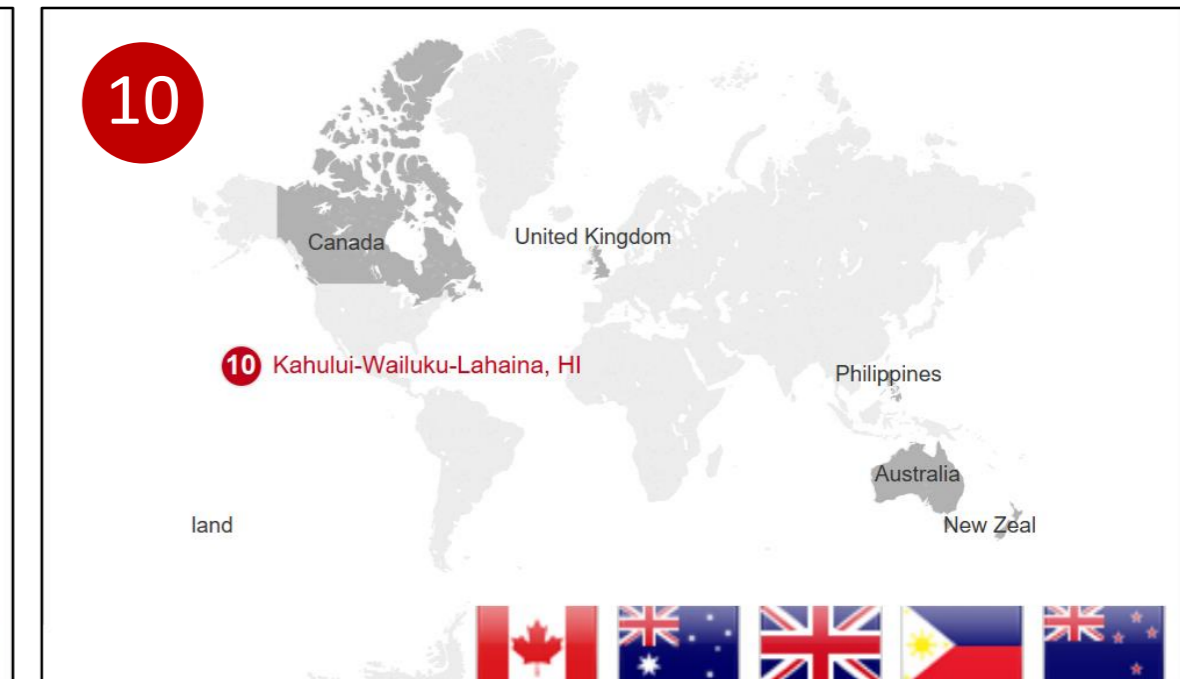 10
Canada
United Kingdom
10 Kahului-Wailuku-Lahaina, HI
Philippines
Australia
land
New Zeal